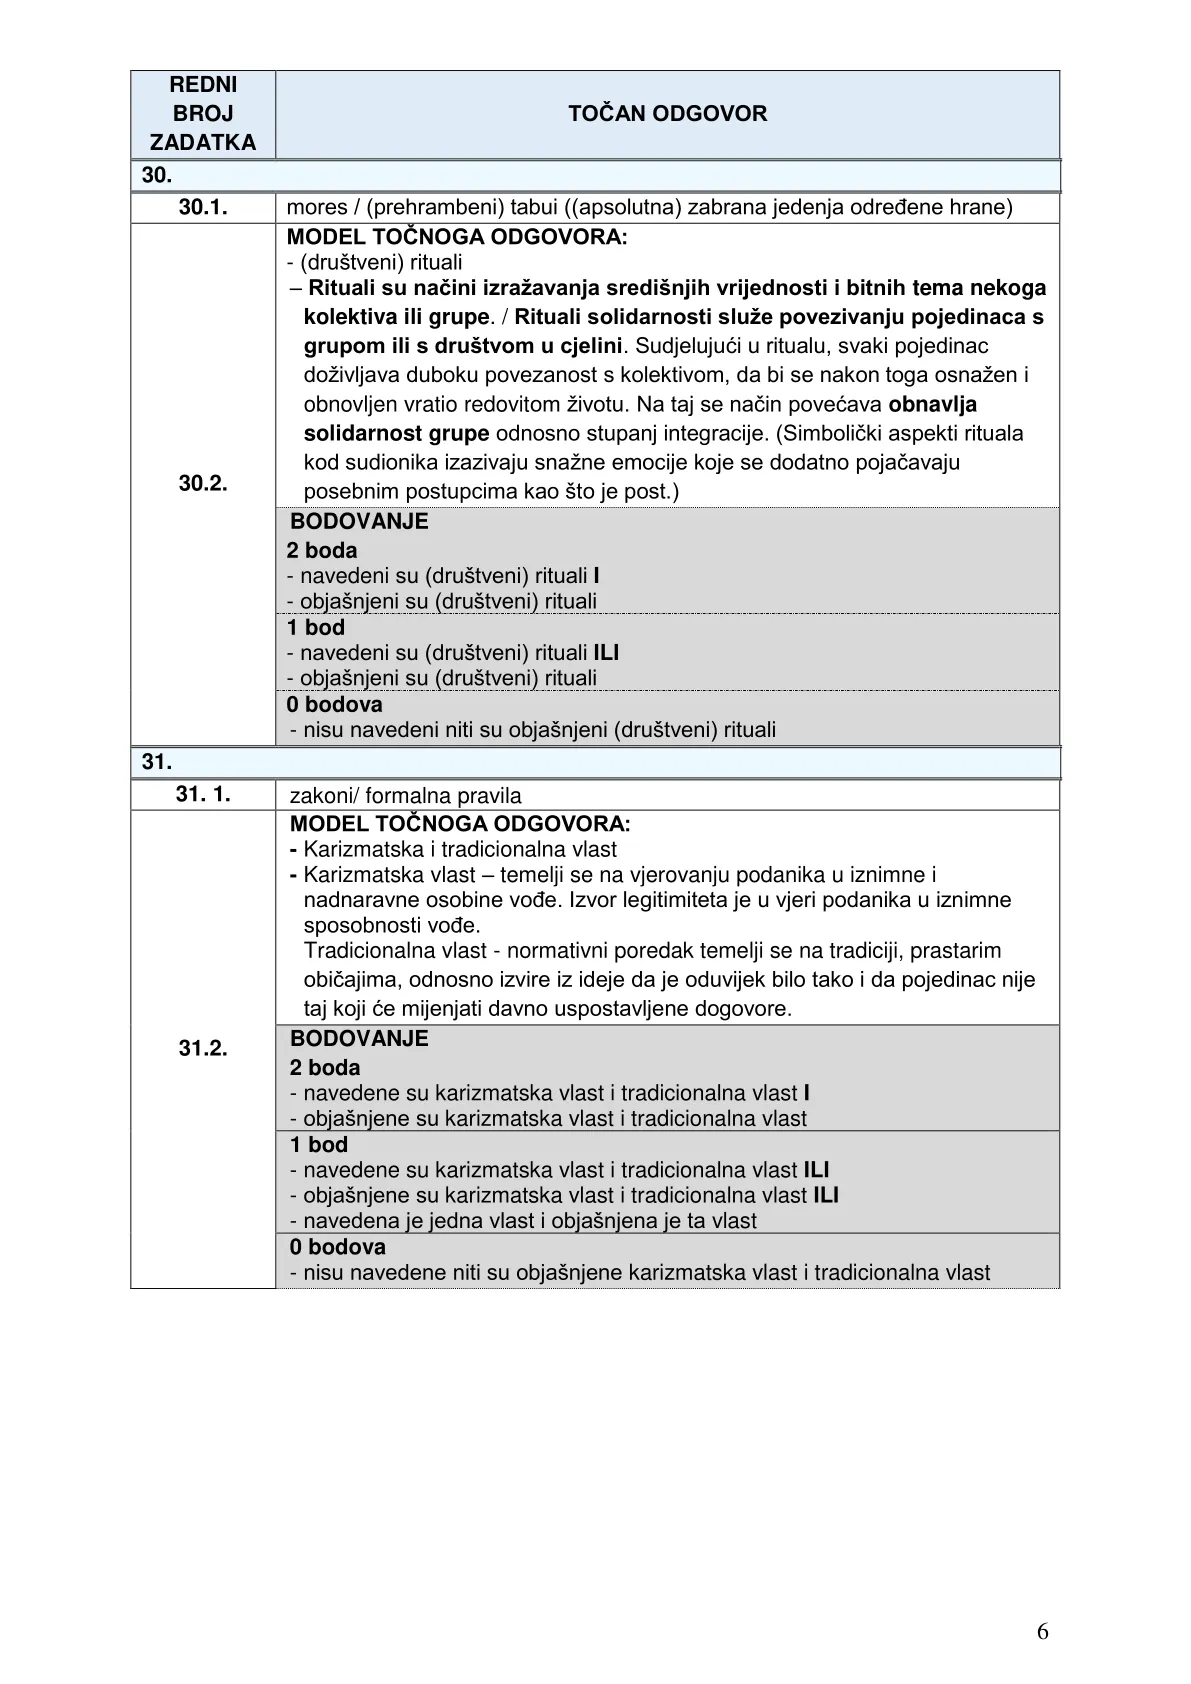 REDNI
BROJ
ZADATKA
TOČAN ODGOVOR
30.
30.1.
mores / (prehrambeni) tabui ((apsolutna) zabrana jedenja određene hrane)
30.2.
MODEL TOČNOGA ODGOVORA:
- (društveni) rituali
– Rituali su načini izražavanja središnjih vrijednosti i bitnih tema nekoga
kolektiva ili grupe. / Rituali solidarnosti služe povezivanju pojedinaca s
grupom ili s društvom u cjelini. Sudjelujući u ritualu, svaki pojedinac
doživljava duboku povezanost s kolektivom, da bi se nakon toga osnažen i
obnovljen vratio redovitom životu. Na taj se način povećava obnavlja
solidarnost grupe odnosno stupanj integracije. (Simbolički aspekti rituala
kod sudionika izazivaju snažne emocije koje se dodatno pojačavaju
posebnim postupcima kao što je post.)
BODOVANJE
2 boda
- navedeni su (društveni) rituali I
- objašnjeni su (društveni) rituali
1 bod
- navedeni su (društveni) rituali ILI
- objašnjeni su (društveni) rituali
0 bodova
- nisu navedeni niti su objašnjeni (društveni) rituali
31.
31. 1.
zakoni/ formalna pravila
31.2.
MODEL TOČNOGA ODGOVORA:
- Karizmatska i tradicionalna vlast
- Karizmatska vlast – temelji se na vjerovanju podanika u iznimne i
nadnaravne osobine vođe. Izvor legitimiteta je u vjeri podanika u iznimne
sposobnosti vođe.
Tradicionalna vlast - normativni poredak temelji se na tradiciji, prastarim
običajima, odnosno izvire iz ideje da je oduvijek bilo tako i da pojedinac nije
taj koji će mijenjati davno uspostavljene dogovore.
BODOVANJE
2 boda
- navedene su karizmatska vlast i tradicionalna vlast I
- objašnjene su karizmatska vlast i tradicionalna vlast
1 bod
- navedene su karizmatska vlast i tradicionalna vlast ILI
- objašnjene su karizmatska vlast i tradicionalna vlast ILI
- navedena je jedna vlast i objašnjena je ta vlast
0 bodova
- nisu navedene niti su objašnjene karizmatska vlast i tradicionalna vlast
6